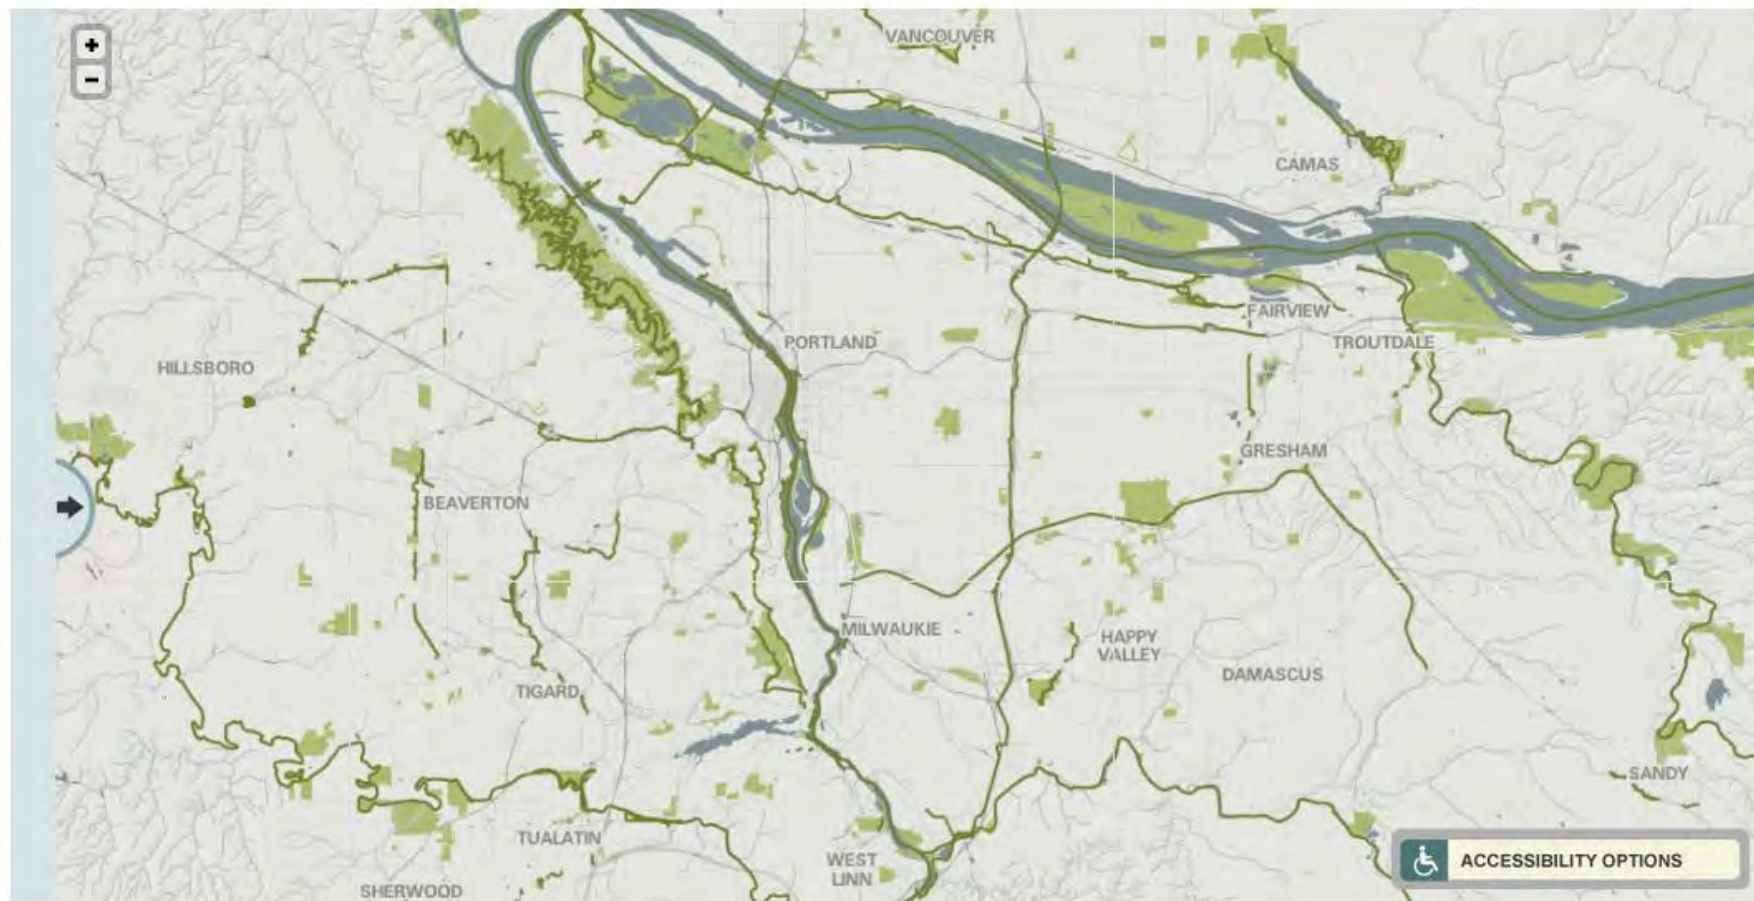 +
-
VANCOUVER
CAMAS
FAIRVIEW
PORTLAND
TROUTDALE
HILLSBORO
GRESHAM
BEAVERTON
MILWAUKIE
HAPPY
VALLEY
DAMASCUS
TIGARD
SANDY
TUALATIN
WEST
LINN
ACCESSIBILITY OPTIONS
SHERWOOD